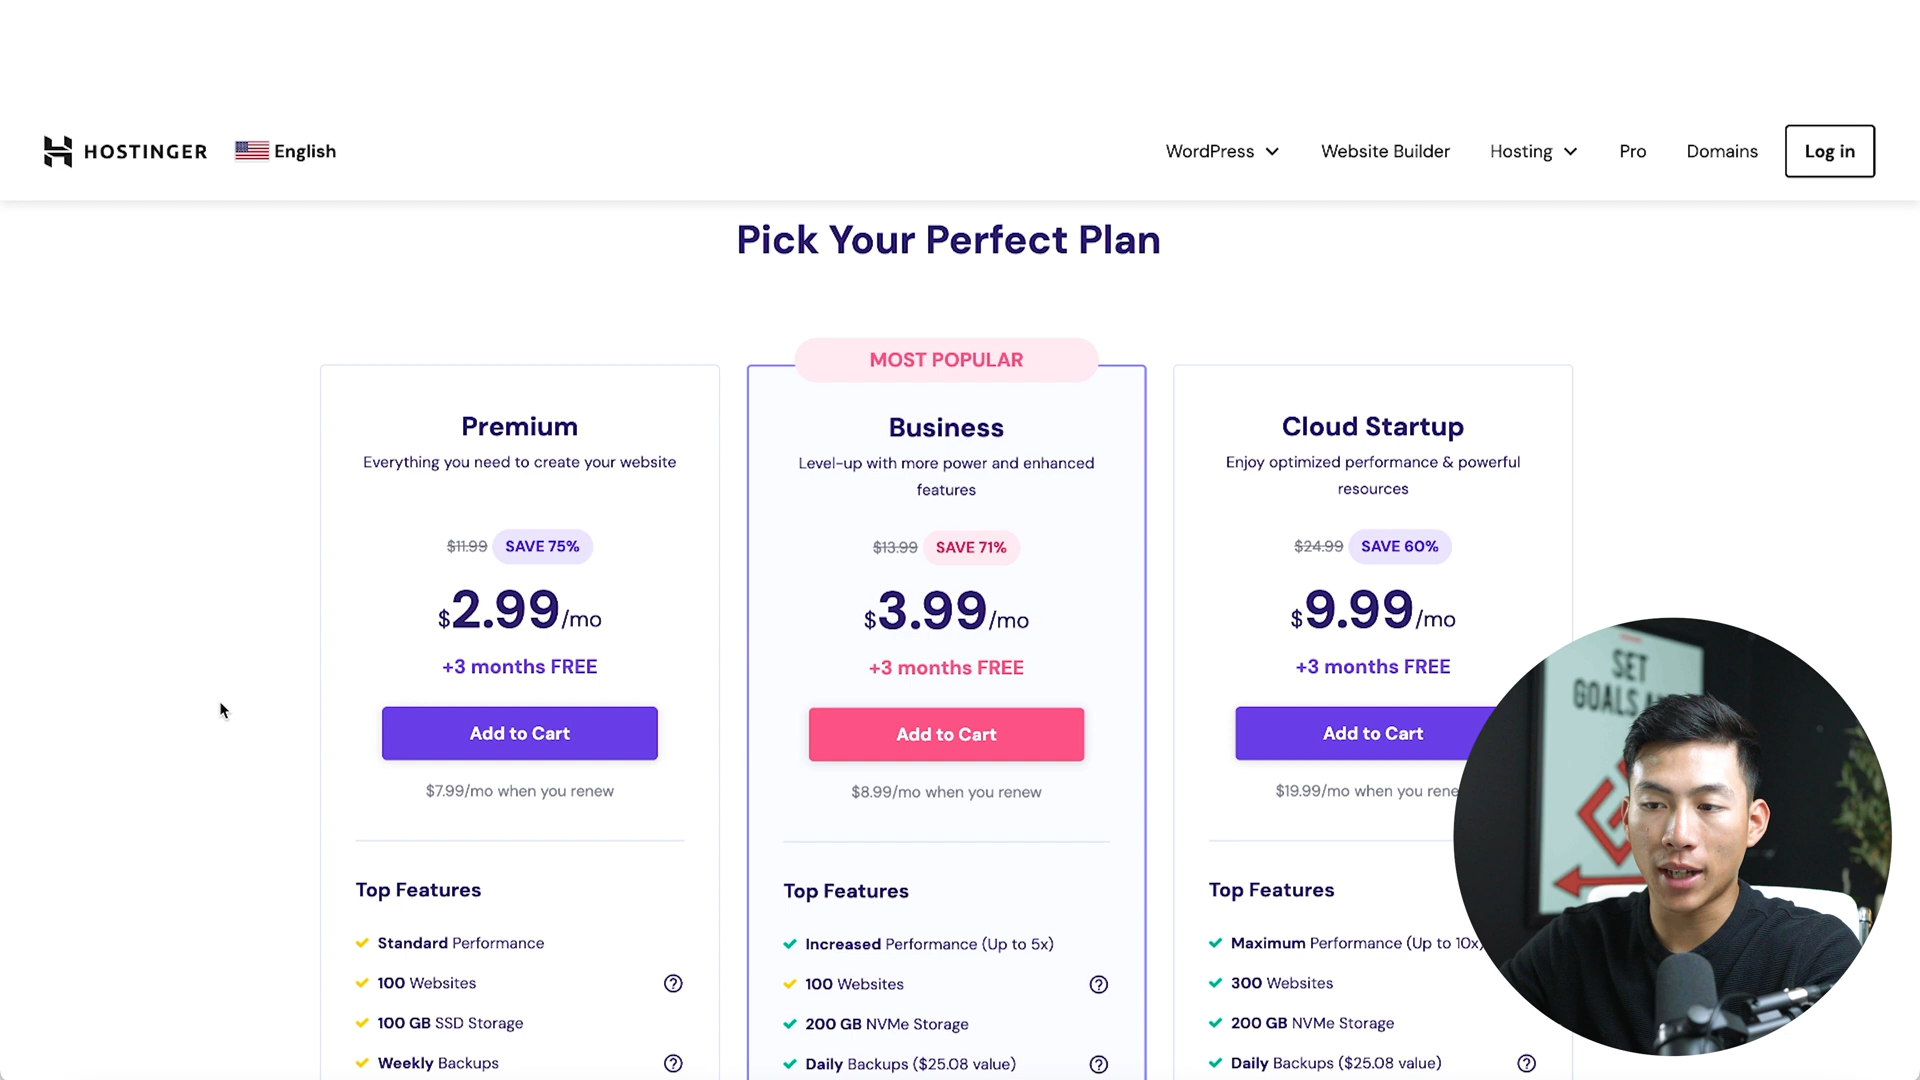 HOSTINGER
English
WordPress
Website Builder
Hosting
Pro
Domains
Log in
Pick Your Perfect Plan
MOST POPULAR
Premium
Everything you need to create your website
$11.99 SAVE 75%
$2.99/mo
+3 months FREE
Add to Cart
$7.99/mo when you renew
Top Features
Standard Performance
100 Websites
100 GB SSD Storage
Weekly Backups
Business
Level-up with more power and enhanced
features
$13.99 SAVE 71%
$3.99/mo
+3 months FREE
Add to Cart
$8.99/mo when you renew
Top Features
Increased Performance (Up to 5x)
100 Websites
200 GB NVMe Storage
Daily Backups ($25.08 value)
Cloud Startup
Enjoy optimized performance & powerful
resources
$24.99 SAVE 60%
$9.99/mo
+3 months FREE
Add to Cart
$19.99/mo when you rene
Top Features
Maximum Performance (Up to 10x)
300 Websites
200 GB NVMe Storage
Daily Backups ($25.08 value)
SET
GOALS